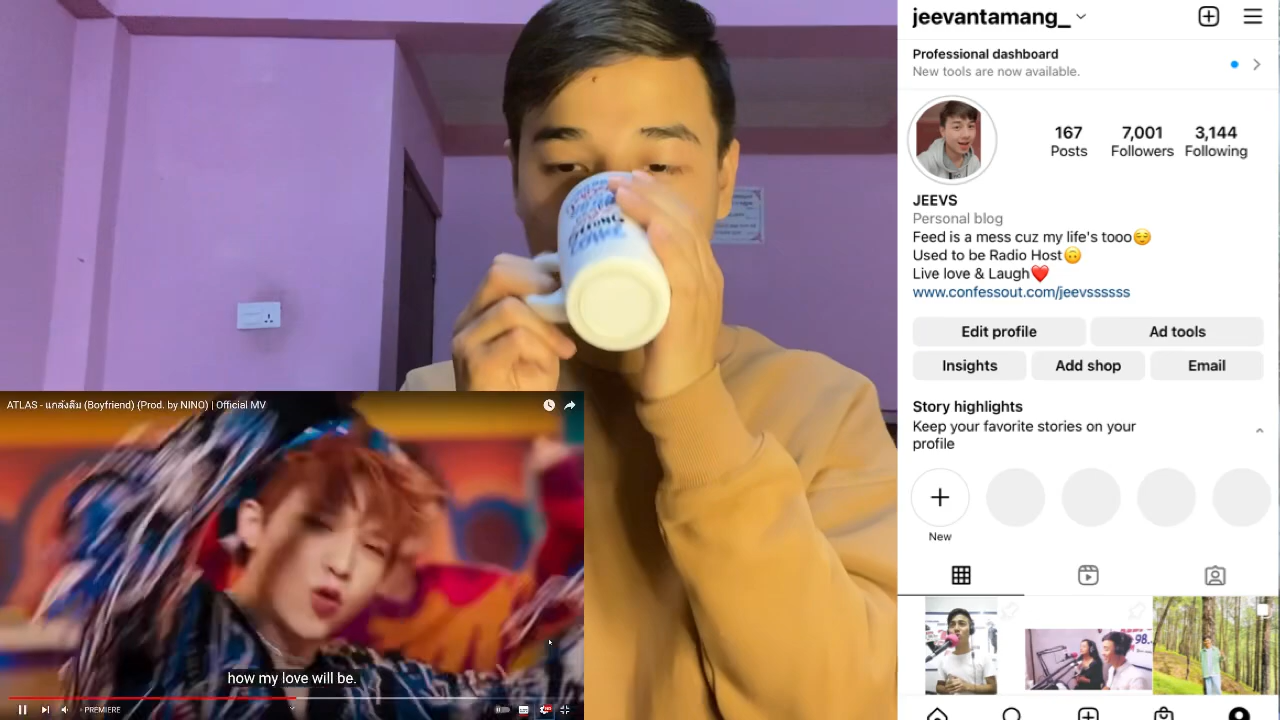 jeevantamang_
Professional dashboard
New tools are now available.
167
7,001
3,144
Posts
Followers
Following
JEEVS
Personal blog
Feed is a mess cuz my life's tooo😌
Used to be Radio Host🙃
Live love & Laugh❤️
www.confessout.com/jeevssssss
Edit profile
Ad tools
Insights
Add shop
Email
Story highlights
Keep your favorite stories on your
profile
New
98.
ATLAS - แกล้งลืม (Boyfriend) (Prod. by NINO) | Official MV
how my love will be.
PREMIERE